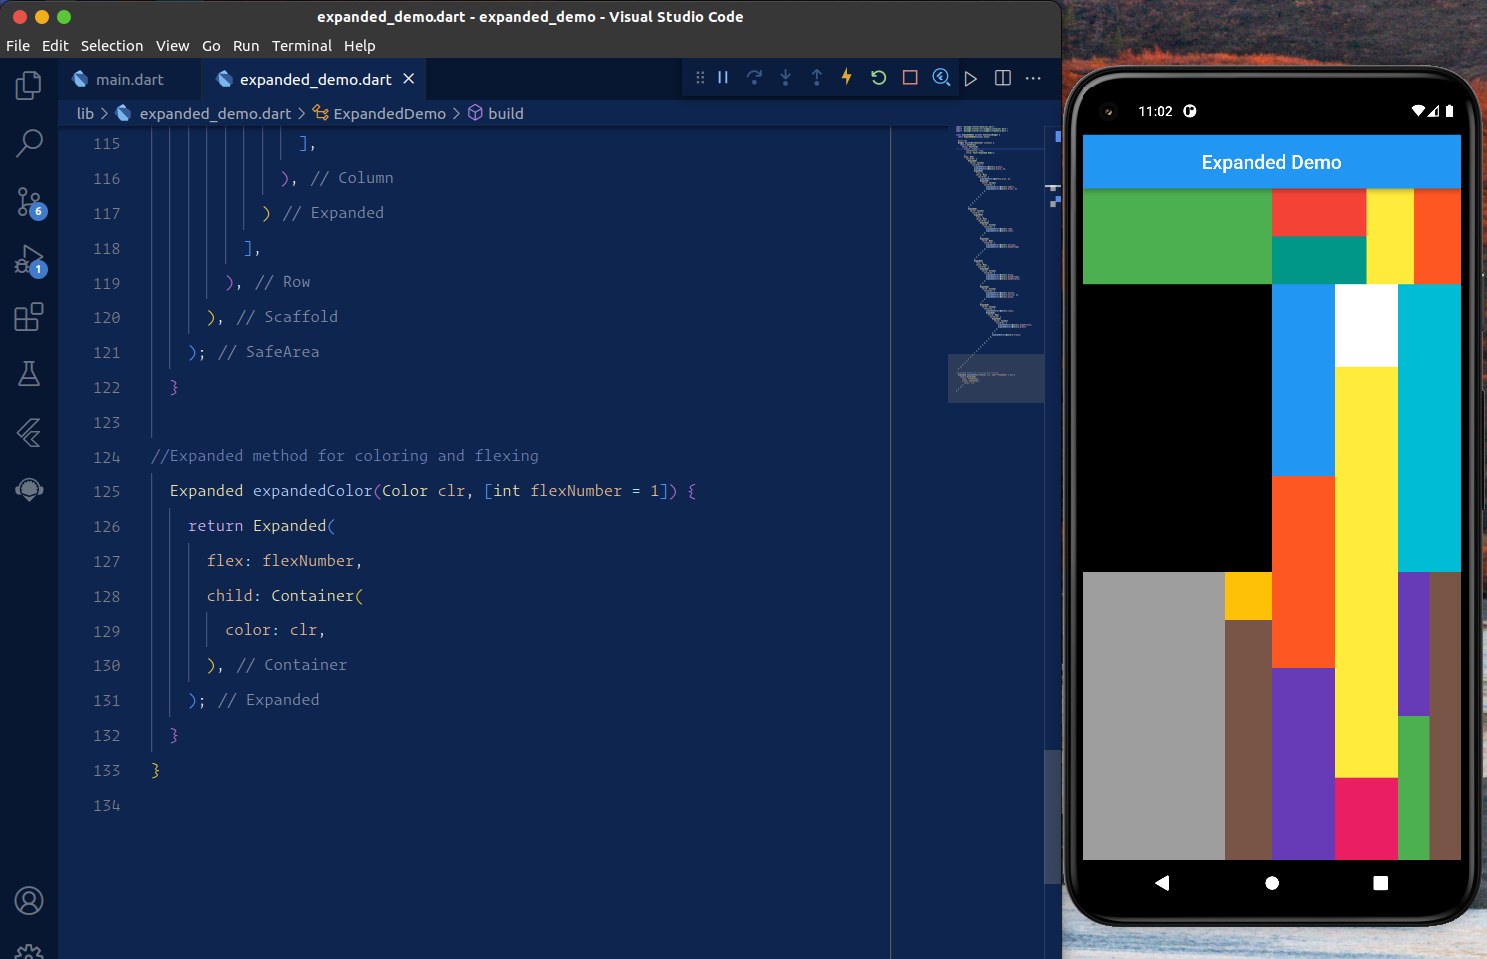 expanded_demo.dart - expanded_demo - Visual Studio Code
File Edit Selection View Go Run Terminal Help
main.dart expanded_demo.dart
lib expanded_demo.dart ExpandedDemo build
115 ],
116 ), // Column
117 ) // Expanded
118 ],
119 ), // Row
120 ), // Scaffold
121 ); // SafeArea
122 }
123
124 //Expanded method for coloring and flexing
125 Expanded expandedColor(Color clr, [int flexNumber = 1]) {
126 return Expanded(
127 flex: flexNumber,
128 child: Container(
129 color: clr,
130 ), // Container
131 ); // Expanded
132 }
133 }
134
6
1
11:02
Expanded Demo